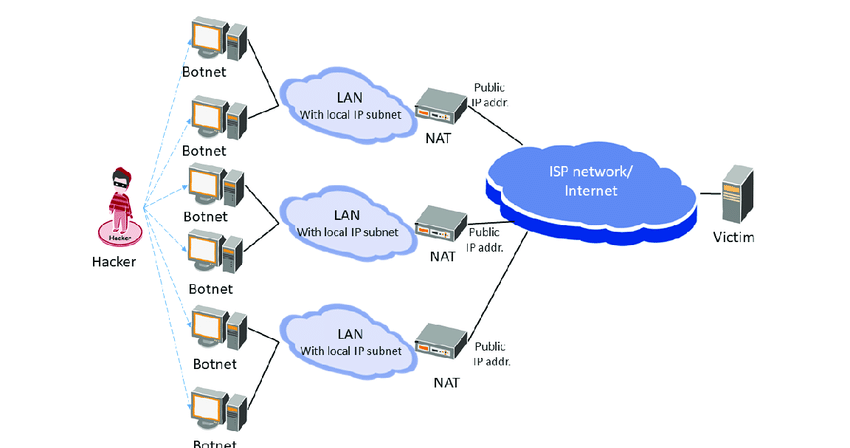 Botnet
LAN
With local IP subnet
Public
IP addr.
NAT
Botnet
ISP network/
Internet
Botnet
LAN
With local IP subnet
Public
IP addr.
NAT
Victim
Hacker
Hacker
Botnet
LAN
With local IP subnet
Public
IP addr.
NAT
Botnet
Botnet